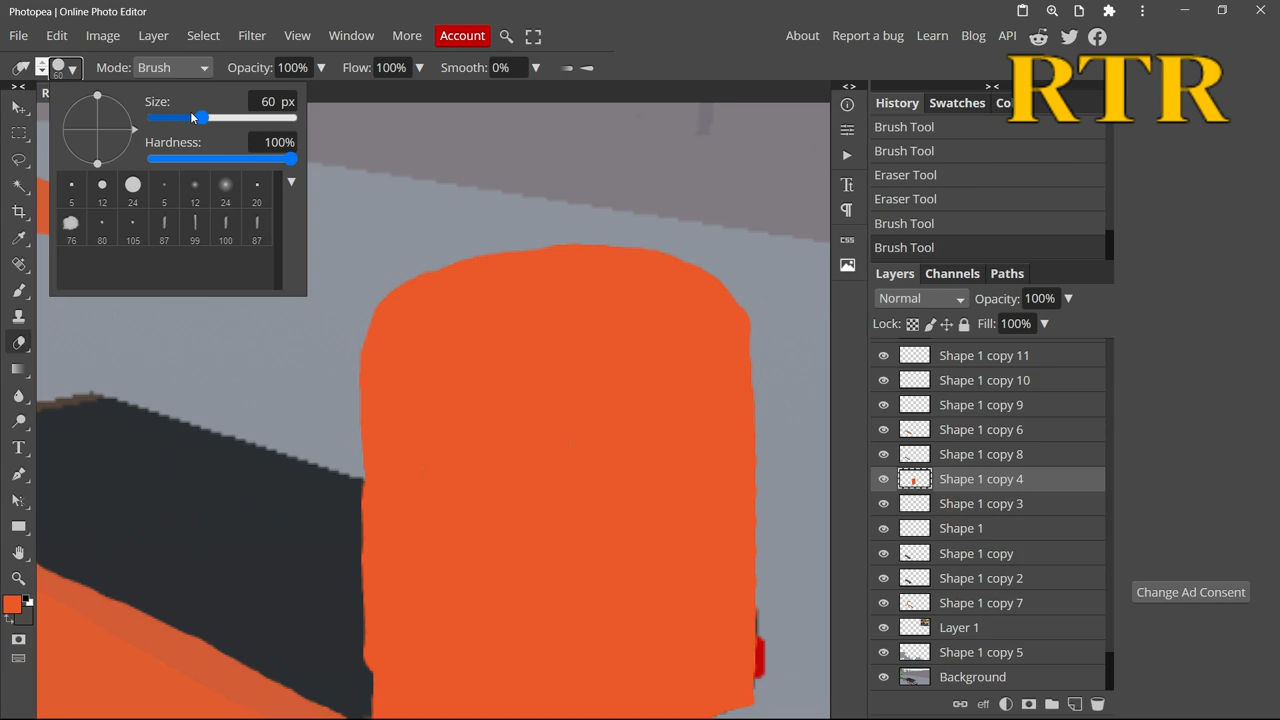 Photopea | Online Photo Editor
File Edit Image Layer Select Filter View Window More Account About Report a bug Learn Blog API
60 Mode: Brush Opacity: 100% Flow: 100% Smooth: 0%
RTR
R
Size: 60 px
Hardness: 100%
5 12 24 5 12 24 20
76 80 105 87 99 100 87
> < < > > <
History Swatches Co
Brush Tool
Brush Tool
Eraser Tool
Eraser Tool
Brush Tool
Brush Tool
CSS
Layers Channels Paths
Normal Opacity: 100%
Lock: Fill: 100%
Shape 1 copy 11
Shape 1 copy 10
Shape 1 copy 9
Shape 1 copy 6
Shape 1 copy 8
Shape 1 copy 4
Shape 1 copy 3
Shape 1
Shape 1 copy
Shape 1 copy 2
Shape 1 copy 7
Layer 1
Shape 1 copy 5
Background
eff
Change Ad Consent